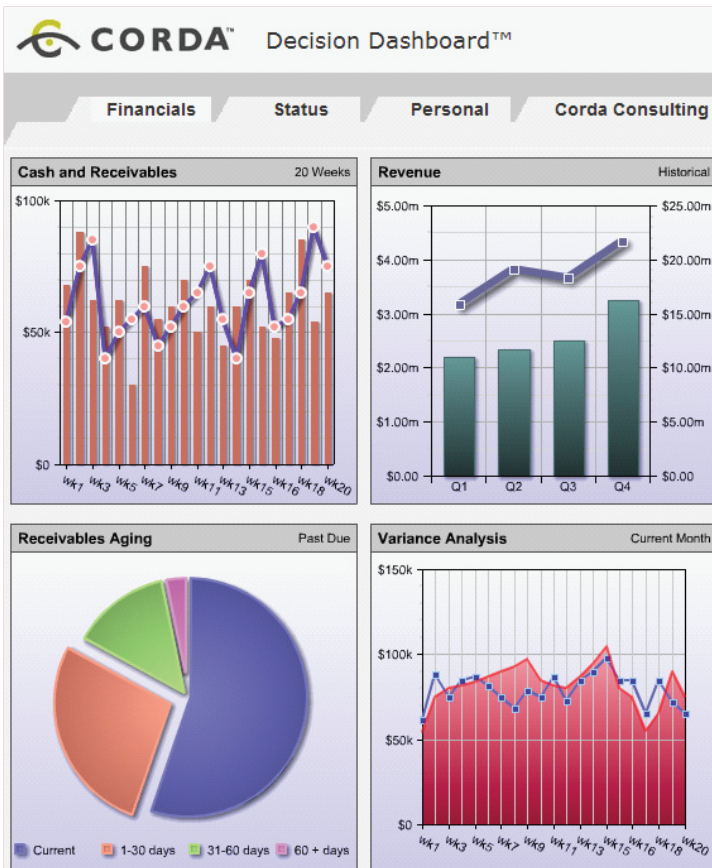 CORDA™ Decision Dashboard™
Financials Status Personal Corda Consulting
Cash and Receivables 20 Weeks
$100k
$50k
$0
wk1 wk3 wk5 wk7 wk9 wk11 wk13 wk15 wk16 wk18 wk20
Revenue Historical
$5.00m $25.00m
$4.00m $20.00m
$3.00m $15.00m
$2.00m $10.00m
$1.00m $5.00m
$0.00 $0.00
Q1 Q2 Q3 Q4
Receivables Aging Past Due
Current 1-30 days 31-60 days 60 + days
Variance Analysis Current Month
$150k
$100k
$50k
$0
wk1 wk3 wk5 wk7 wk9 wk11 wk13 wk15 wk16 wk18 wk20